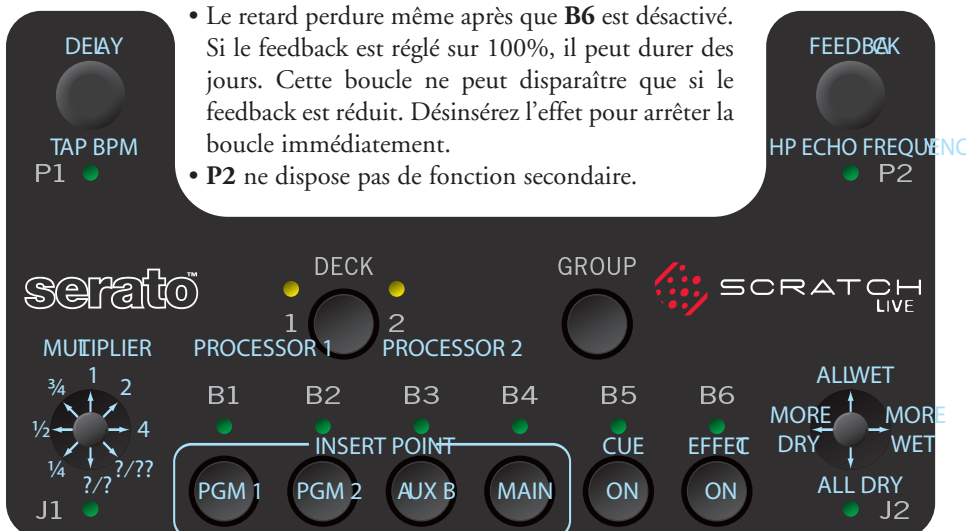 • Le retard perdure même après que B6 est désactivé.
Si le feedback est réglé sur 100%, il peut durer des
jours. Cette boucle ne peut disparaître que si le
feedback est réduit. Désinsérez l’effet pour arrêter la
boucle immédiatement.
• P2 ne dispose pas de fonction secondaire.
DELAY
TAP BPM
P1
FEEDBACK
HP ECHO FREQUENC
P2
serato™
DECK
1 2
GROUP
SCRATCH
LIVE
PROCESSOR 1 PROCESSOR 2
MULTIPLIER
1
¾ 2
½ 4
¼ ?/??
?/?
J1
B1 B2 B3 B4 B5 B6
INSERT POINT CUE EFFECT
PGM 1 PGM 2 AUX B MAIN ON ON
ALL WET
MORE MORE
DRY WET
ALL DRY
J2